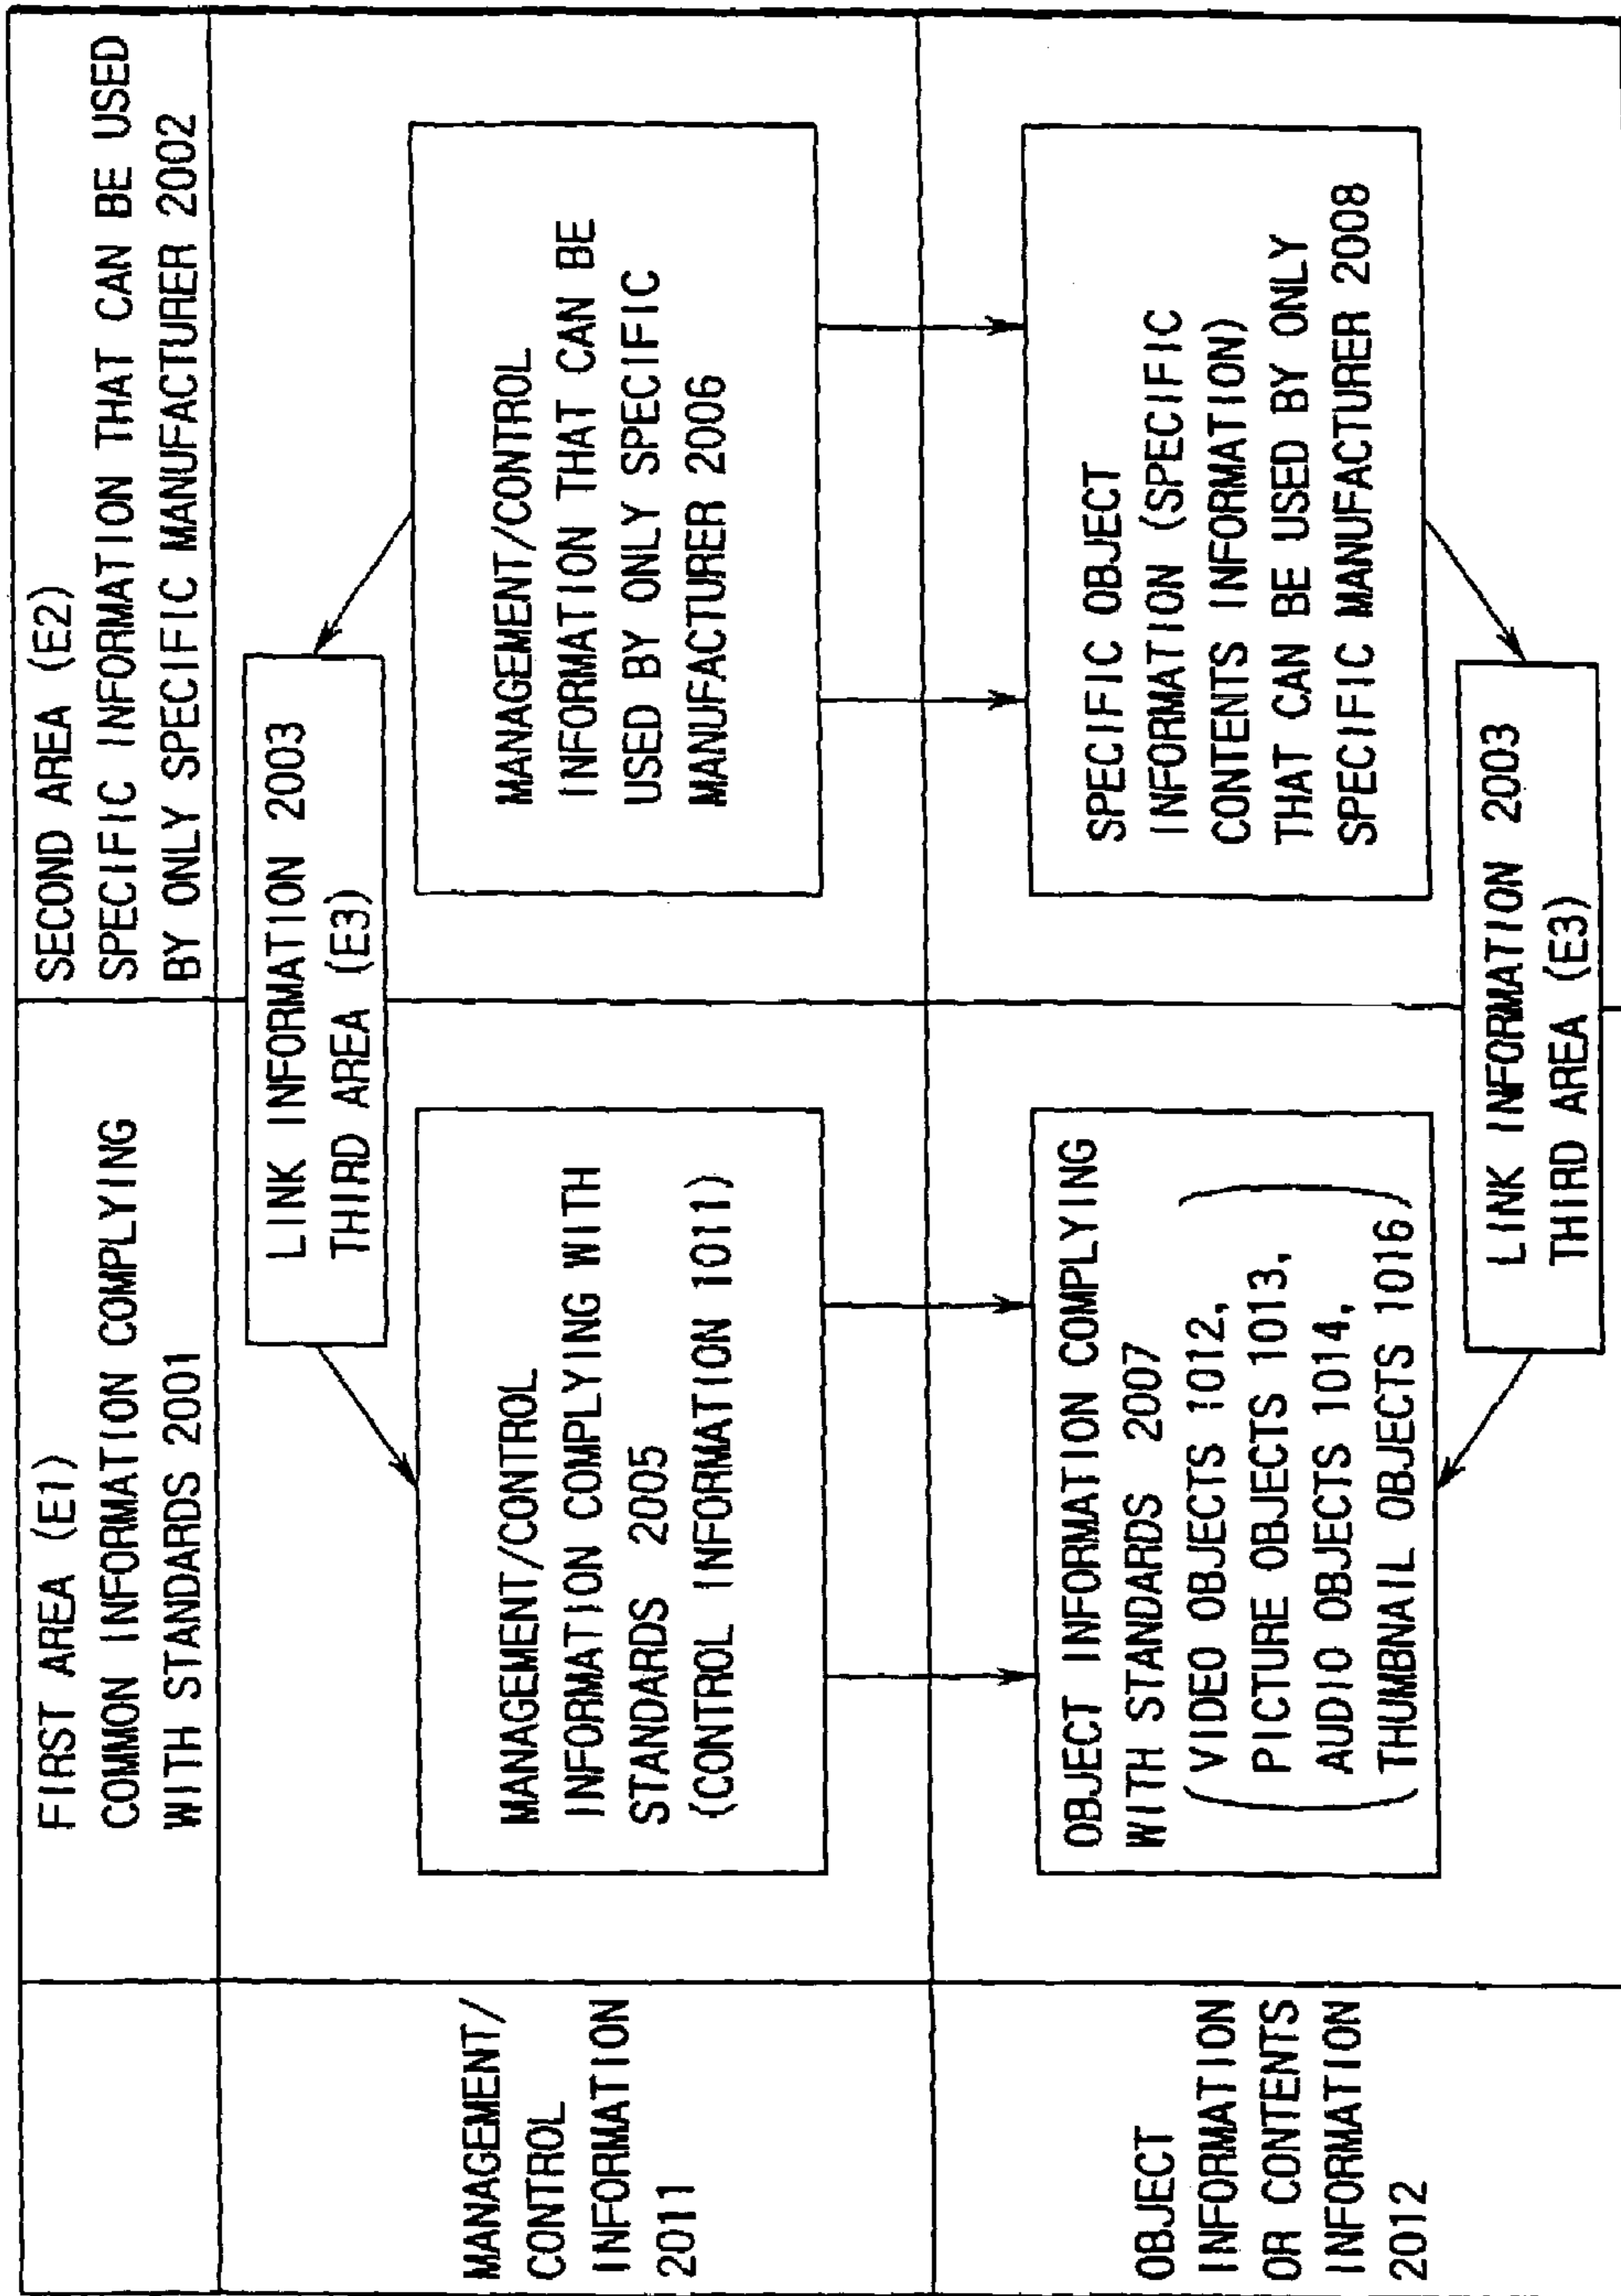 FIRST AREA (E1)
COMMON INFORMATION COMPLYING
WITH STANDARDS 2001
SECOND AREA (E2)
SPECIFIC INFORMATION THAT CAN BE USED
BY ONLY SPECIFIC MANUFACTURER 2002
MANAGEMENT/
CONTROL
INFORMATION
2011
LINK INFORMATION 2003
THIRD AREA (E3)
MANAGEMENT/CONTROL
INFORMATION COMPLYING WITH
STANDARDS 2005
(CONTROL INFORMATION 1011)
MANAGEMENT/CONTROL
INFORMATION THAT CAN BE
USED BY ONLY SPECIFIC
MANUFACTURER 2006
OBJECT
INFORMATION
OR CONTENTS
INFORMATION
2012
OBJECT INFORMATION COMPLYING
WITH STANDARDS 2007
(VIDEO OBJECTS 1012,
PICTURE OBJECTS 1013,
AUDIO OBJECTS 1014,
THUMBNAIL OBJECTS 1016)
SPECIFIC OBJECT
INFORMATION (SPECIFIC
CONTENTS INFORMATION)
THAT CAN BE USED BY ONLY
SPECIFIC MANUFACTURER 2008
LINK INFORMATION 2003
THIRD AREA (E3)